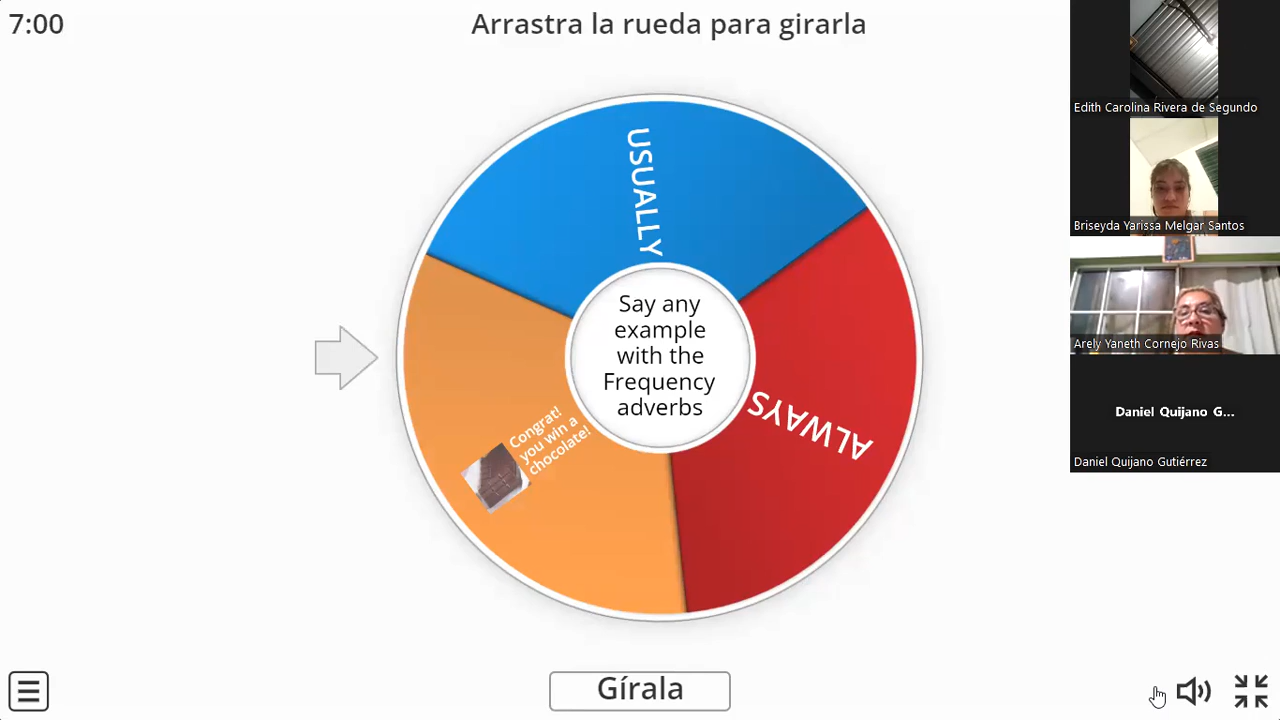 7:00
Arrastra la rueda para girarla
USUALLY
ALWAYS
Congrat!
you win a
chocolate!
Say any
example
with the
Frequency
adverbs
Gírala
Edith Carolina Rivera de Segundo
Briseyda Yarissa Melgar Santos
Arely Yaneth Cornejo Rivas
Daniel Quijano G...
Daniel Quijano Gutiérrez